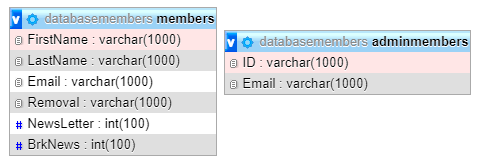 v databasemembers members
FirstName : varchar(1000)
LastName : varchar(1000)
Email : varchar(1000)
Removal : varchar(1000)
# NewsLetter : int(100)
# BrkNews : int(100)
v databasemembers adminmembers
ID : varchar(1000)
Email : varchar(1000)